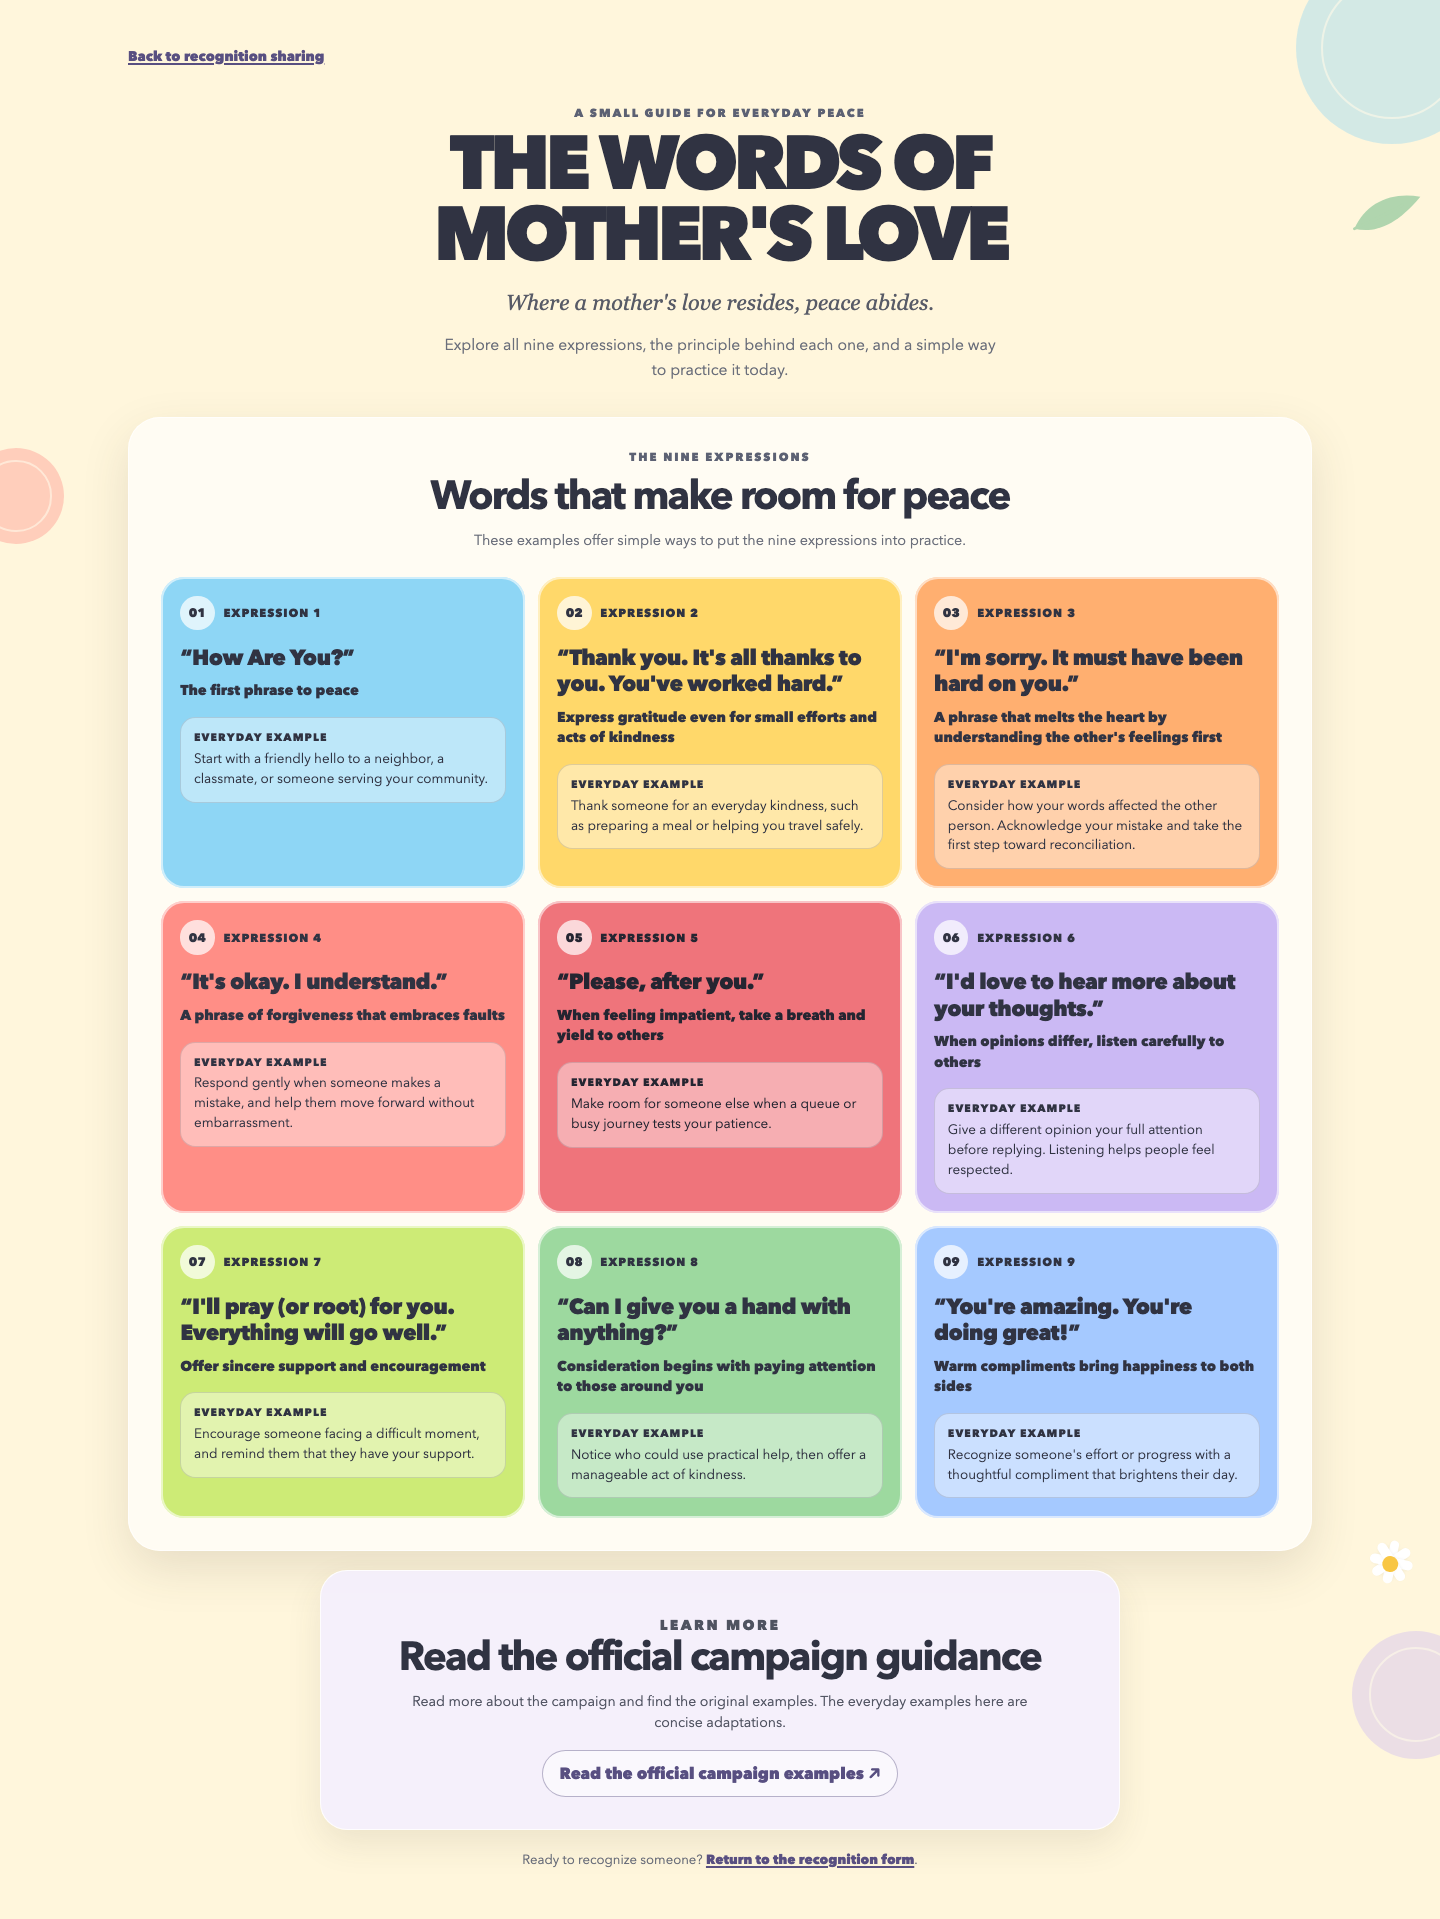 Back to recognition sharing
A SMALL GUIDE FOR EVERYDAY PEACE
THE WORDS OF
MOTHER'S LOVE
Where a mother's love resides, peace abides.
Explore all nine expressions, the principle behind each one, and a simple way
to practice it today.
THE NINE EXPRESSIONS
Words that make room for peace
These examples offer simple ways to put the nine expressions into practice.
01 EXPRESSION 1
“How Are You?”
The first phrase to peace
EVERYDAY EXAMPLE
Start with a friendly hello to a neighbor, a
classmate, or someone serving your community.
02 EXPRESSION 2
“Thank you. It's all thanks to
you. You've worked hard.”
Express gratitude even for small efforts and
acts of kindness
EVERYDAY EXAMPLE
Thank someone for an everyday kindness, such
as preparing a meal or helping you travel safely.
03 EXPRESSION 3
“I'm sorry. It must have been
hard on you.”
A phrase that melts the heart by
understanding the other's feelings first
EVERYDAY EXAMPLE
Consider how your words affected the other
person. Acknowledge your mistake and take the
first step toward reconciliation.
04 EXPRESSION 4
“It's okay. I understand.”
A phrase of forgiveness that embraces faults
EVERYDAY EXAMPLE
Respond gently when someone makes a
mistake, and help them move forward without
embarrassment.
05 EXPRESSION 5
“Please, after you.”
When feeling impatient, take a breath and
yield to others
EVERYDAY EXAMPLE
Make room for someone else when a queue or
busy journey tests your patience.
06 EXPRESSION 6
“I'd love to hear more about
your thoughts.”
When opinions differ, listen carefully to
others
EVERYDAY EXAMPLE
Give a different opinion your full attention
before replying. Listening helps people feel
respected.
07 EXPRESSION 7
“I'll pray (or root) for you.
Everything will go well.”
Offer sincere support and encouragement
EVERYDAY EXAMPLE
Encourage someone facing a difficult moment,
and remind them that they have your support.
08 EXPRESSION 8
“Can I give you a hand with
anything?”
Consideration begins with paying attention
to those around you
EVERYDAY EXAMPLE
Notice who could use practical help, then offer a
manageable act of kindness.
09 EXPRESSION 9
“You're amazing. You're
doing great!”
Warm compliments bring happiness to both
sides
EVERYDAY EXAMPLE
Recognize someone's effort or progress with a
thoughtful compliment that brightens their day.
LEARN MORE
Read the official campaign guidance
Read more about the campaign and find the original examples. The everyday examples here are
concise adaptations.
Read the official campaign examples ↗
Ready to recognize someone? Return to the recognition form.